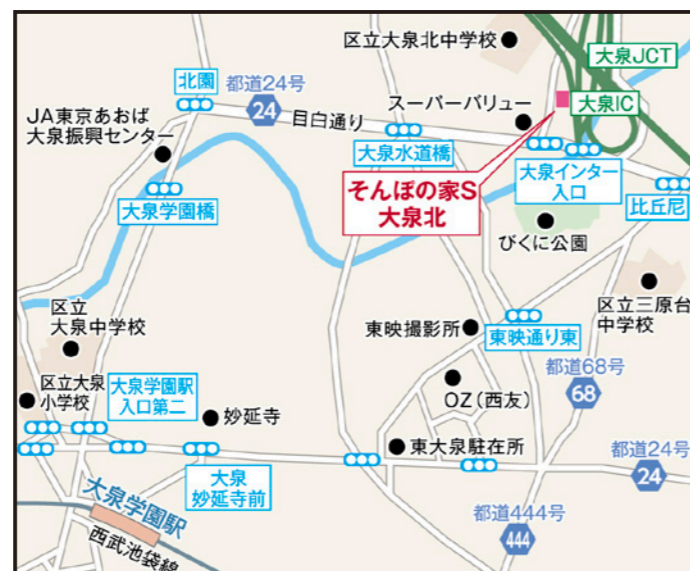 区立大泉北中学校
大泉JCT
北園
都道24号
24
大泉IC
スーパーバリュー
JA東京あおば
大泉振興センター
目白通り
大泉水道橋
大泉インター
入口
そんぽの家S
大泉北
大泉学園橋
比丘尼
びくに公園
区立
大泉中学校
区立三原台
中学校
東映撮影所
東映通り東
都道68号
68
区立大泉
小学校
大泉学園駅
入口第二
妙延寺
OZ(西友)
東大泉駐在所
都道24号
24
大泉
妙延寺前
大泉学園駅
西武池袋線
都道444号
444